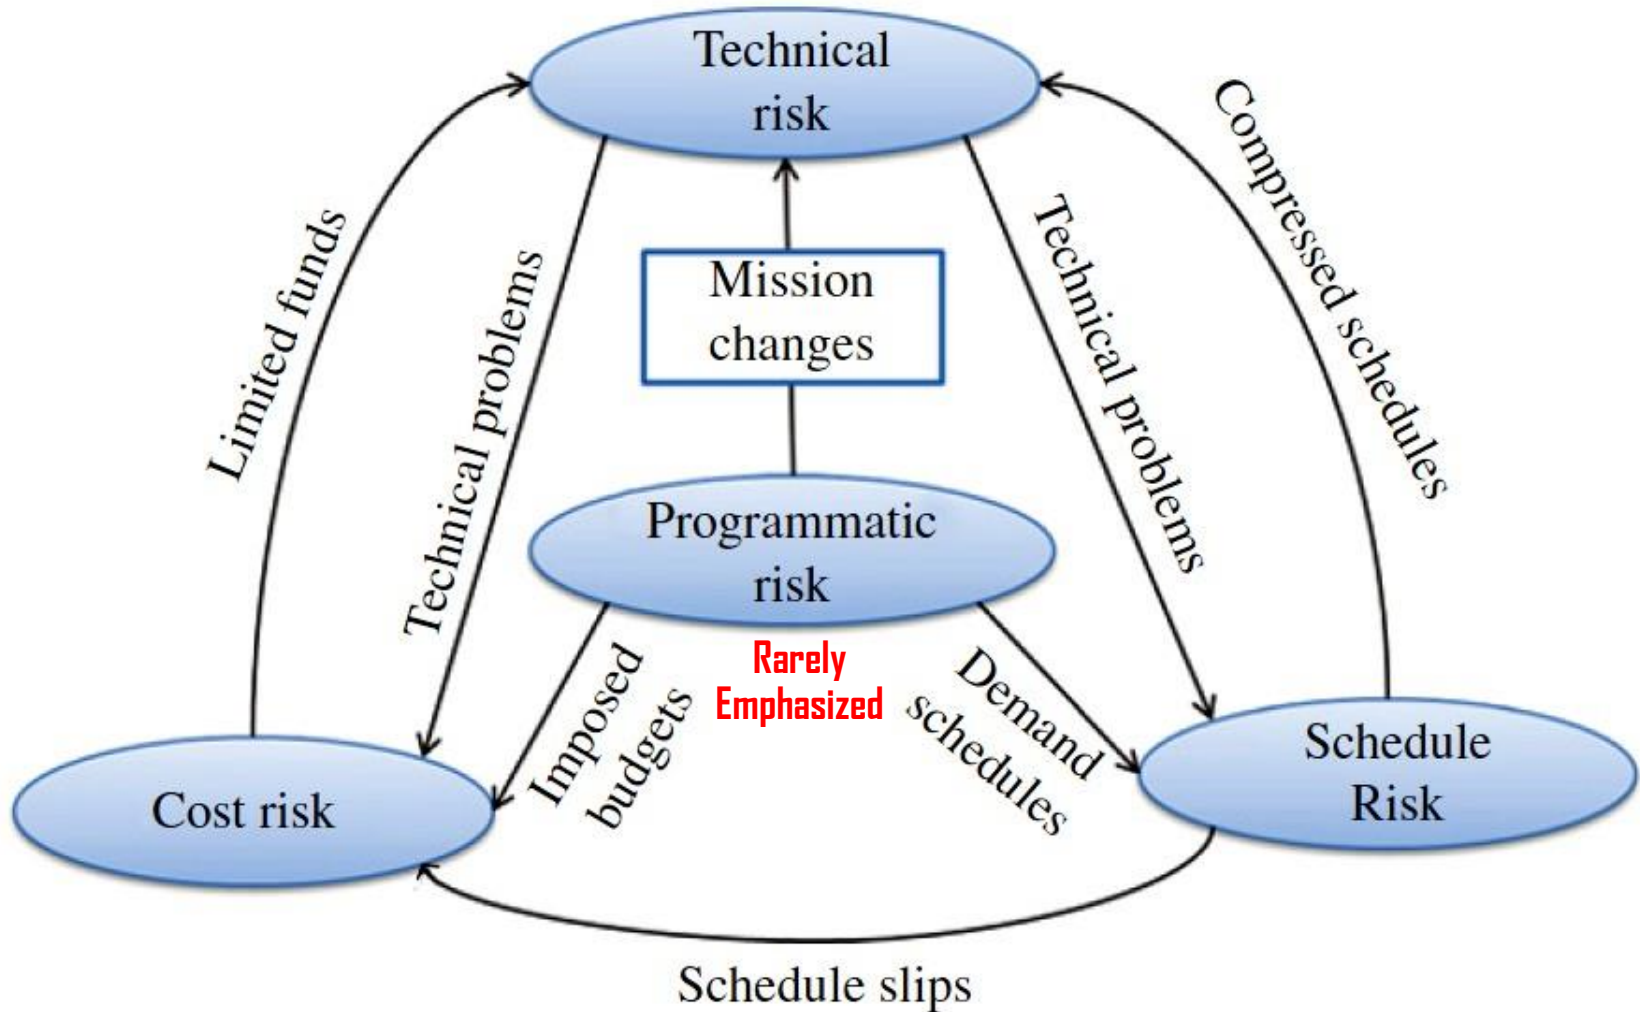 Technical
risk
Limited funds
Technical problems
Mission
changes
Technical problems
Compressed schedules
Programmatic
risk
Rarely
Emphasized
Imposed
budgets
Demand
schedules
Cost risk
Schedule
Risk
Schedule slips